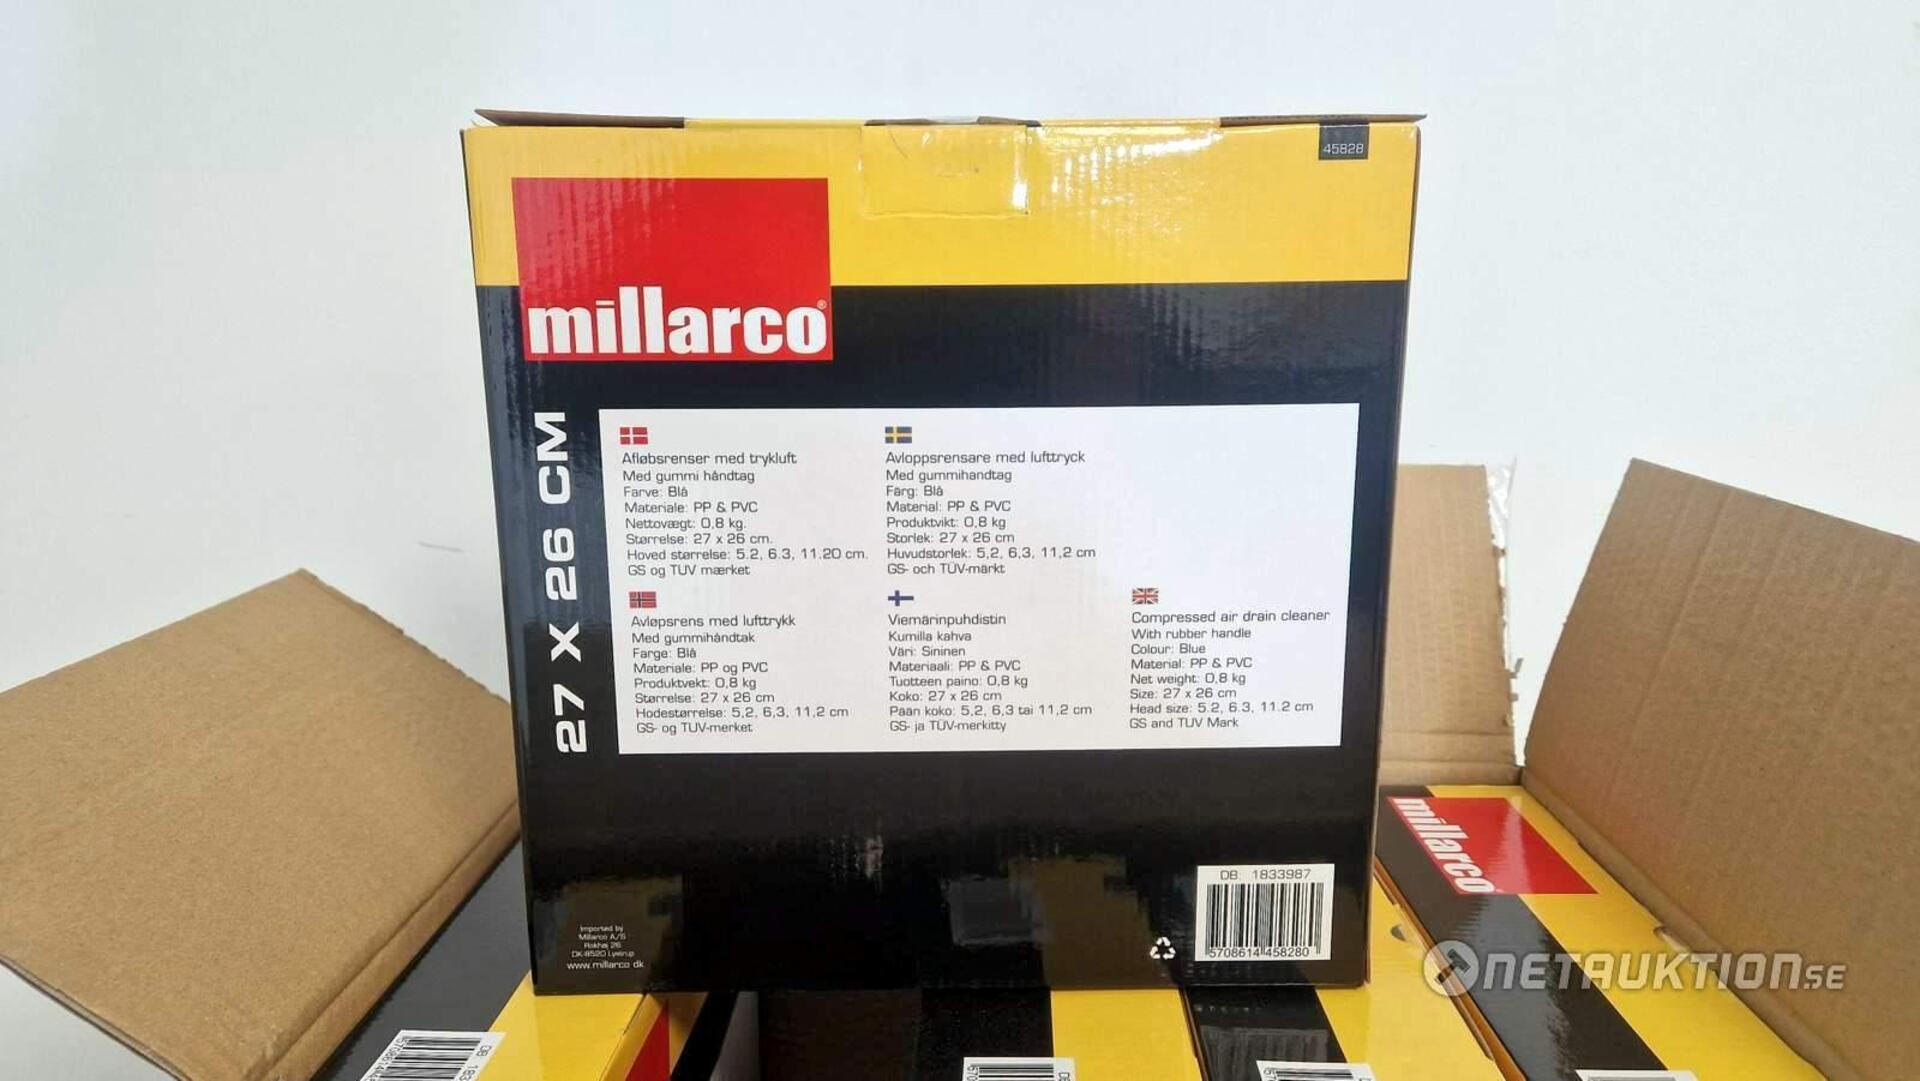 45828
millarco®
27 X 26 CM
Afløbsrenser med trykluft
Med gummi håndtag
Farve: Blå
Materiale: PP & PVC
Nettovægt: 0,8 kg.
Størrelse: 27 x 26 cm.
Hoved størrelse: 5.2, 6.3, 11.20 cm.
GS og TUV mærket
Avloppsrensare med lufttryck
Med gummihandtag
Färg: Blå
Material: PP & PVC
Produktvikt: 0,8 kg
Storlek: 27 x 26 cm
Huvudstorlek: 5,2, 6,3, 11,2 cm
GS- och TÜV-märkt
Avløpsrens med lufttrykk
Med gummihåndtak
Farge: Blå
Materiale: PP og PVC
Produktvekt: 0,8 kg
Størrelse: 27 x 26 cm
Hodestørrelse: 5,2, 6,3, 11,2 cm
GS- og TUV-merket
Viemärinpuhdistin
Kumilla kahva
Väri: Sininen
Materiaali: PP & PVC
Tuotteen paino: 0,8 kg
Koko: 27 x 26 cm
Pään koko: 5,2, 6,3 tai 11,2 cm
GS- ja TÜV-merkitty
Compressed air drain cleaner
With rubber handle
Colour: Blue
Material: PP & PVC
Net weight: 0,8 kg
Size: 27 x 26 cm
Head size: 5.2, 6.3, 11.2 cm
GS and TUV Mark
DB: 1833987
5708614 458280
Imported by
Millarco A/S
Rokhøj 26
DK-8520 Lystrup
www.millarco.dk
millarco
NETAUKTION.SE